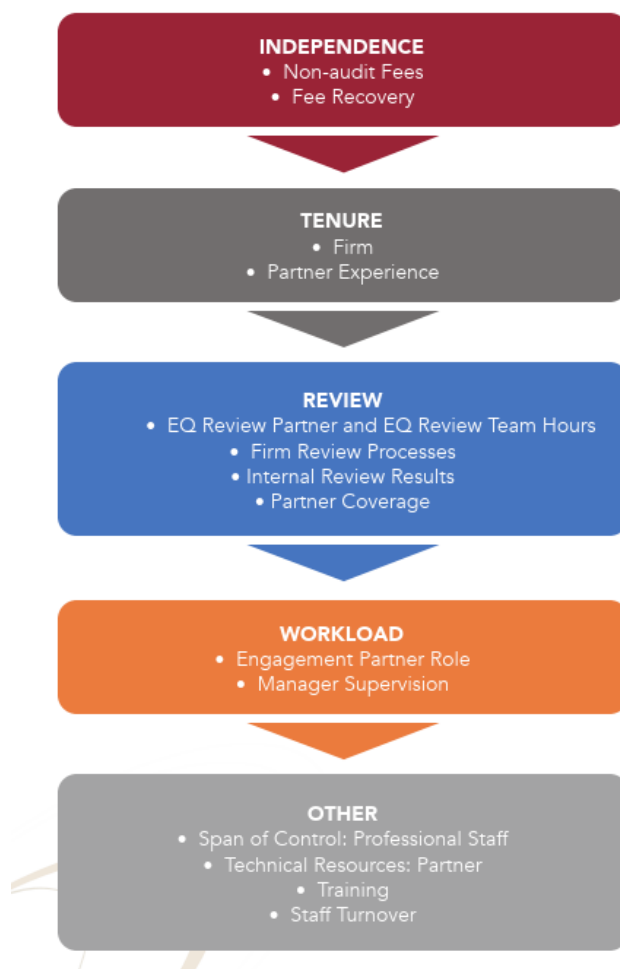 INDEPENDENCE
• Non-audit Fees
• Fee Recovery
TENURE
• Firm
• Partner Experience
REVIEW
• EQ Review Partner and EQ Review Team Hours
• Firm Review Processes
• Internal Review Results
• Partner Coverage
WORKLOAD
• Engagement Partner Role
• Manager Supervision
OTHER
• Span of Control: Professional Staff
• Technical Resources: Partner
• Training
• Staff Turnover